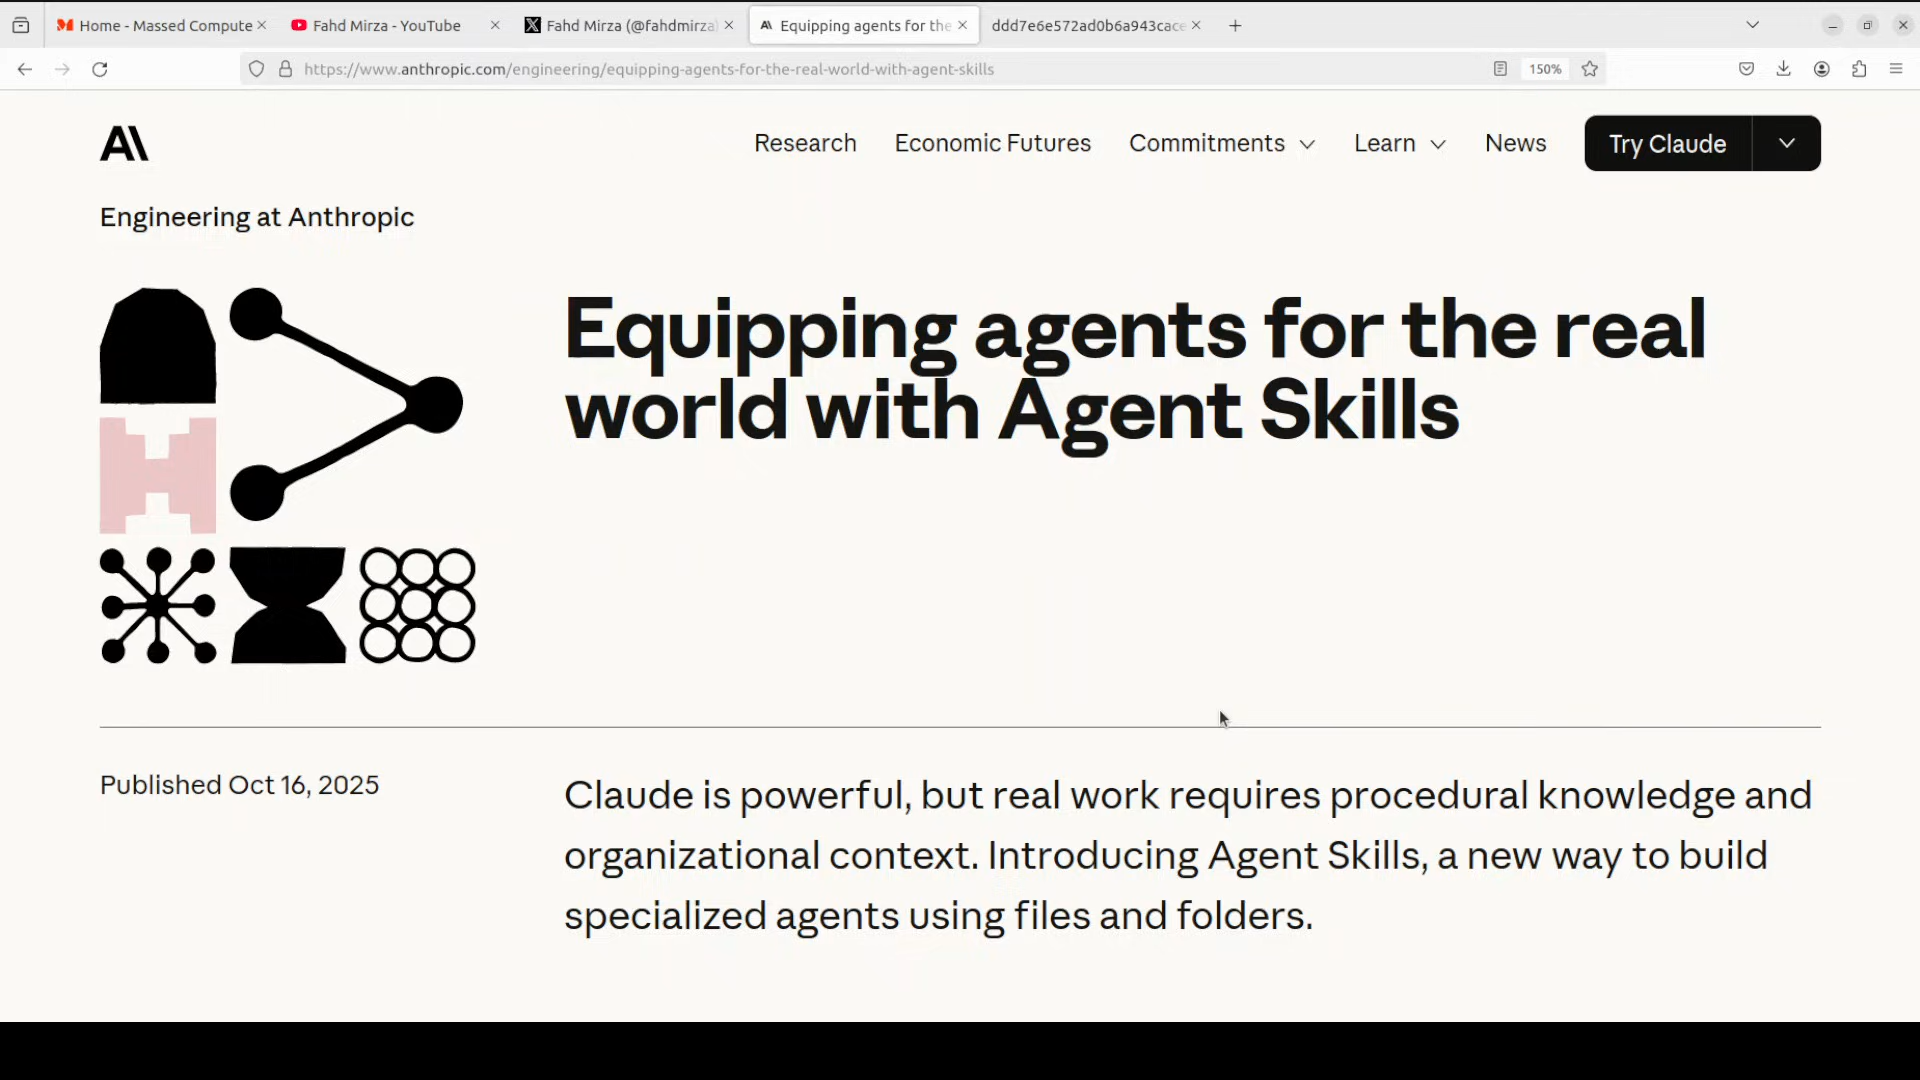 Home - Massed Compute
Fahd Mirza - YouTube
Fahd Mirza (@fahdmirza
Equipping agents for the
ddd7e6e572ad0b6a943cace
https://www.anthropic.com/engineering/equipping-agents-for-the-real-world-with-agent-skills
150%
Research
Economic Futures
Commitments
Learn
News
Try Claude
Engineering at Anthropic
Equipping agents for the real
world with Agent Skills
Published Oct 16, 2025
Claude is powerful, but real work requires procedural knowledge and
organizational context. Introducing Agent Skills, a new way to build
specialized agents using files and folders.